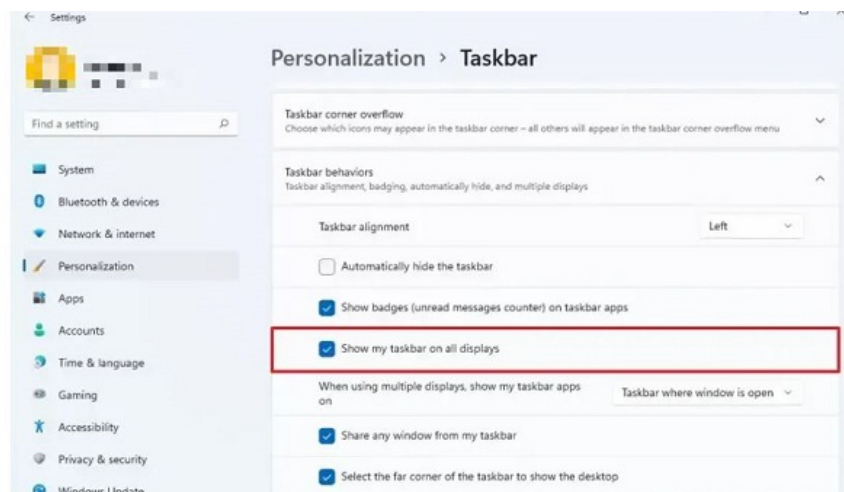 Settings
Personalization > Taskbar
Find a setting
System
Bluetooth & devices
Network & internet
Personalization
Apps
Accounts
Time & language
Gaming
Accessibility
Privacy & security
Windows Update
Taskbar corner overflow
Choose which icons may appear in the taskbar corner – all others will appear in the taskbar corner overflow menu
Taskbar behaviors
Taskbar alignment, badging, automatically hide, and multiple displays
Taskbar alignment Left
Automatically hide the taskbar
Show badges (unread messages counter) on taskbar apps
Show my taskbar on all displays
When using multiple displays, show my taskbar apps
on
Taskbar where window is open
Share any window from my taskbar
Select the far corner of the taskbar to show the desktop